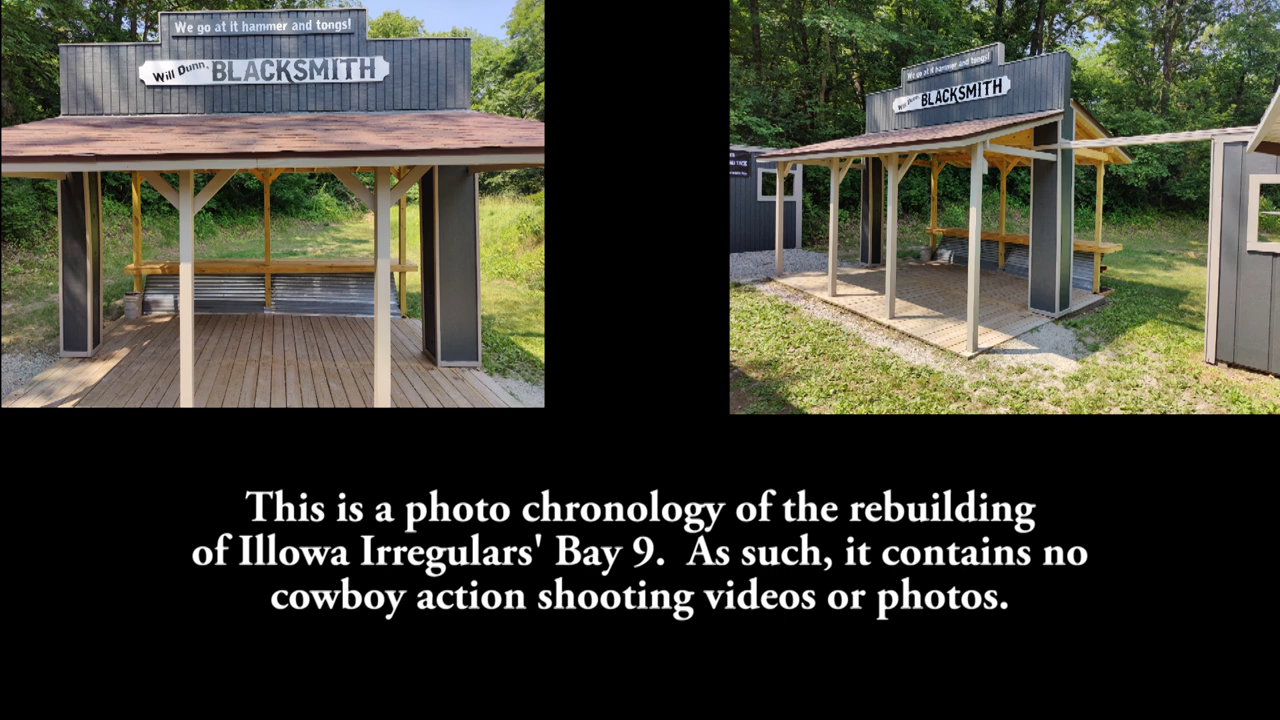 We go at it hammer and tongs!
Will Dunn, BLACKSMITH
We go at it hammer and tongs!
Will Dunn, BLACKSMITH
This is a photo chronology of the rebuilding
of Illowa Irregulars' Bay 9.  As such, it contains no
cowboy action shooting videos or photos.